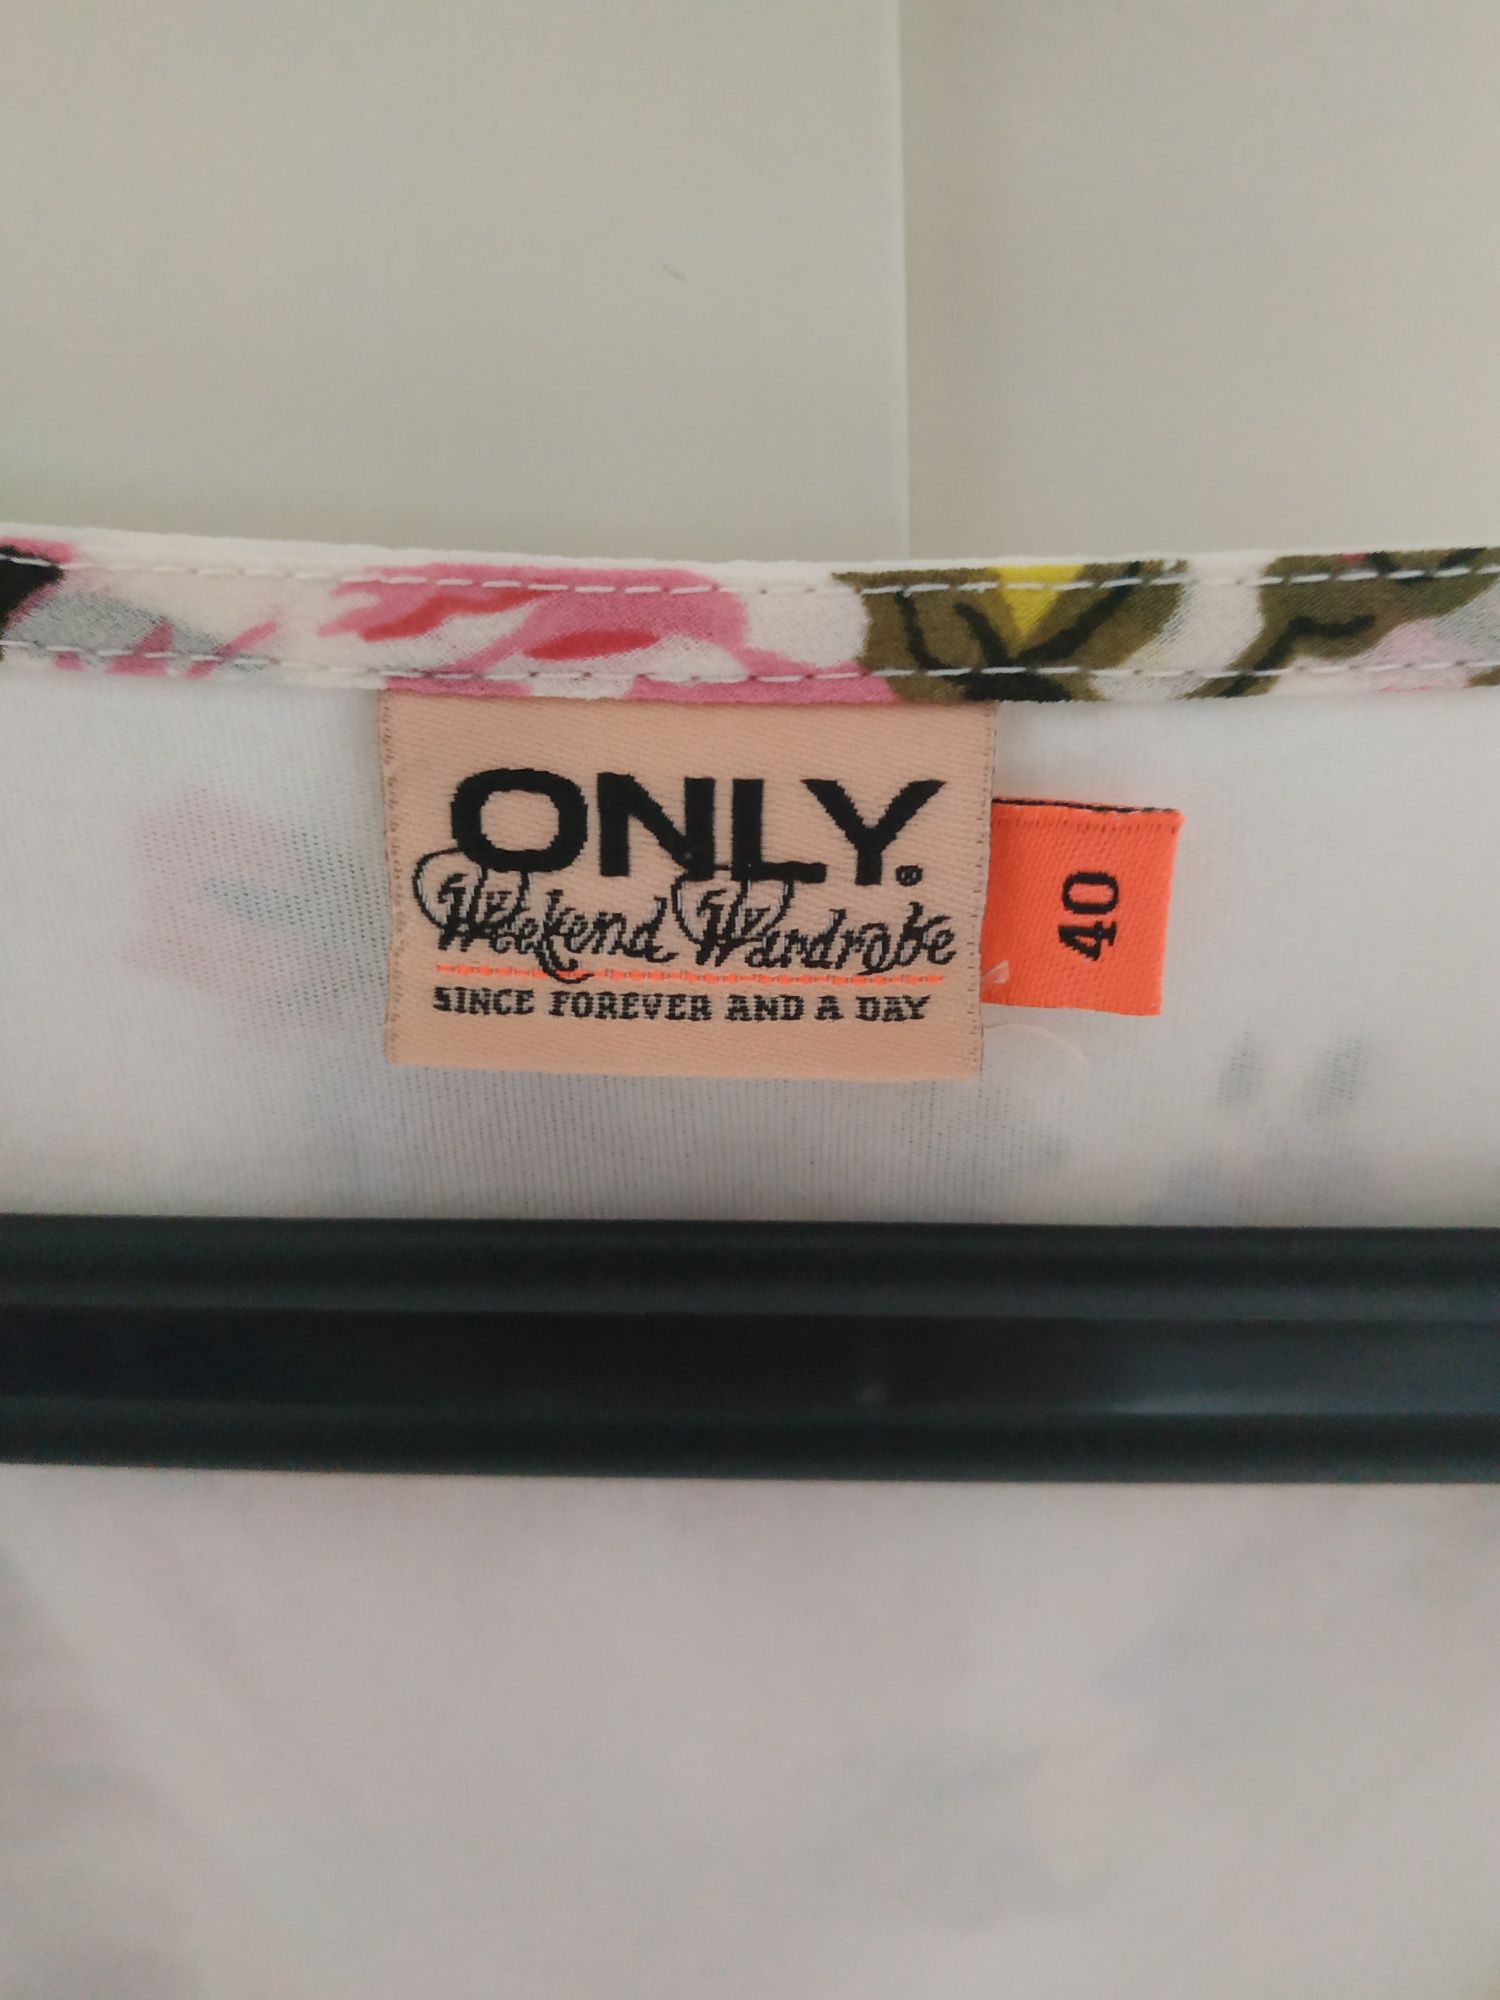 ONLY.®
Weekend Wardrobe
SINCE FOREVER AND A DAY
40